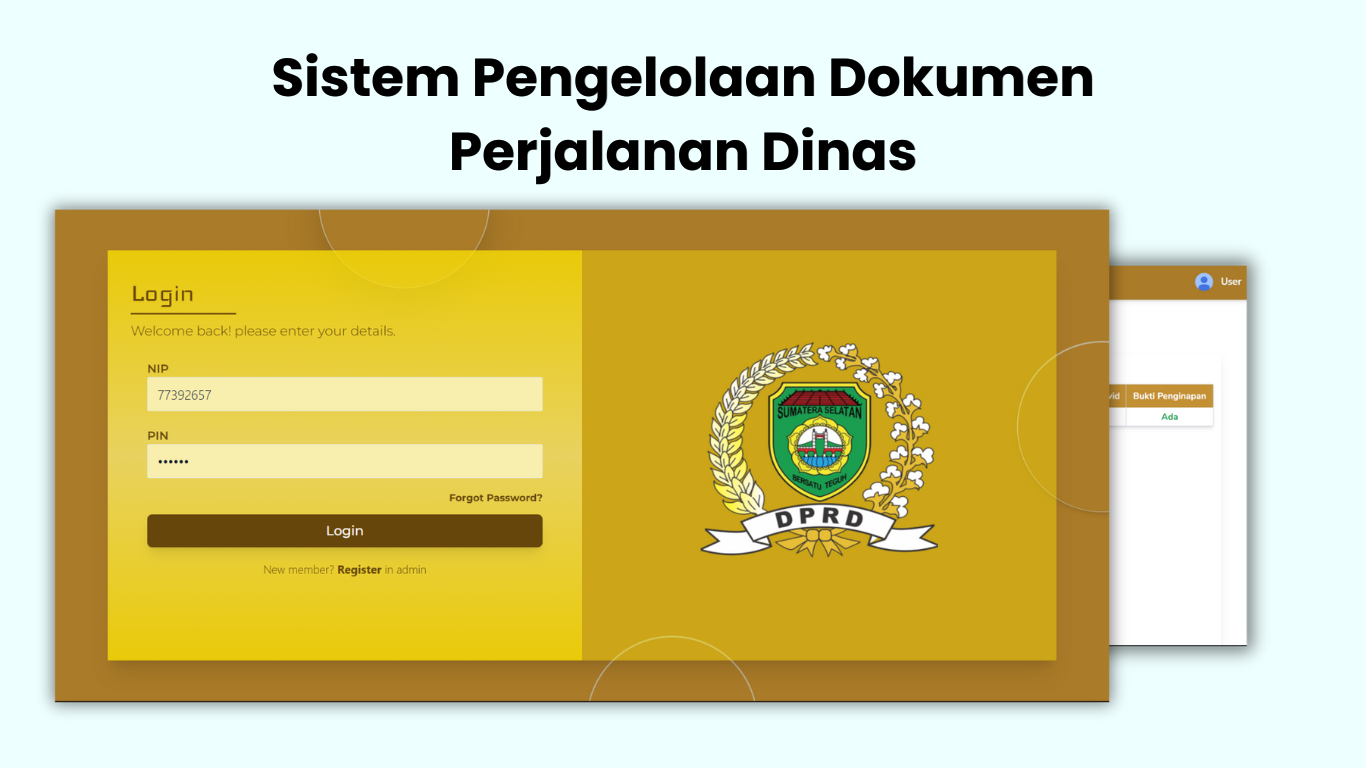 Sistem Pengelolaan Dokumen
Perjalanan Dinas
Login
Welcome back! please enter your details.
NIP
77392657
PIN
••••••
Forgot Password?
Login
New member? Register in admin
SUMATERA SELATAN
BERSATU TEGUH
DPRD
User
vid Bukti Penginapan
Ada